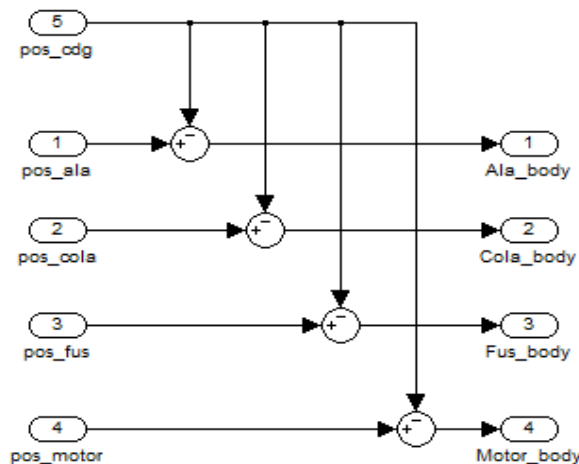 5
pos_cdg
1
pos_ala
−
+
1
Ala_body
2
pos_cola
−
+
2
Cola_body
3
pos_fus
−
+
3
Fus_body
4
pos_motor
−
+
4
Motor_body